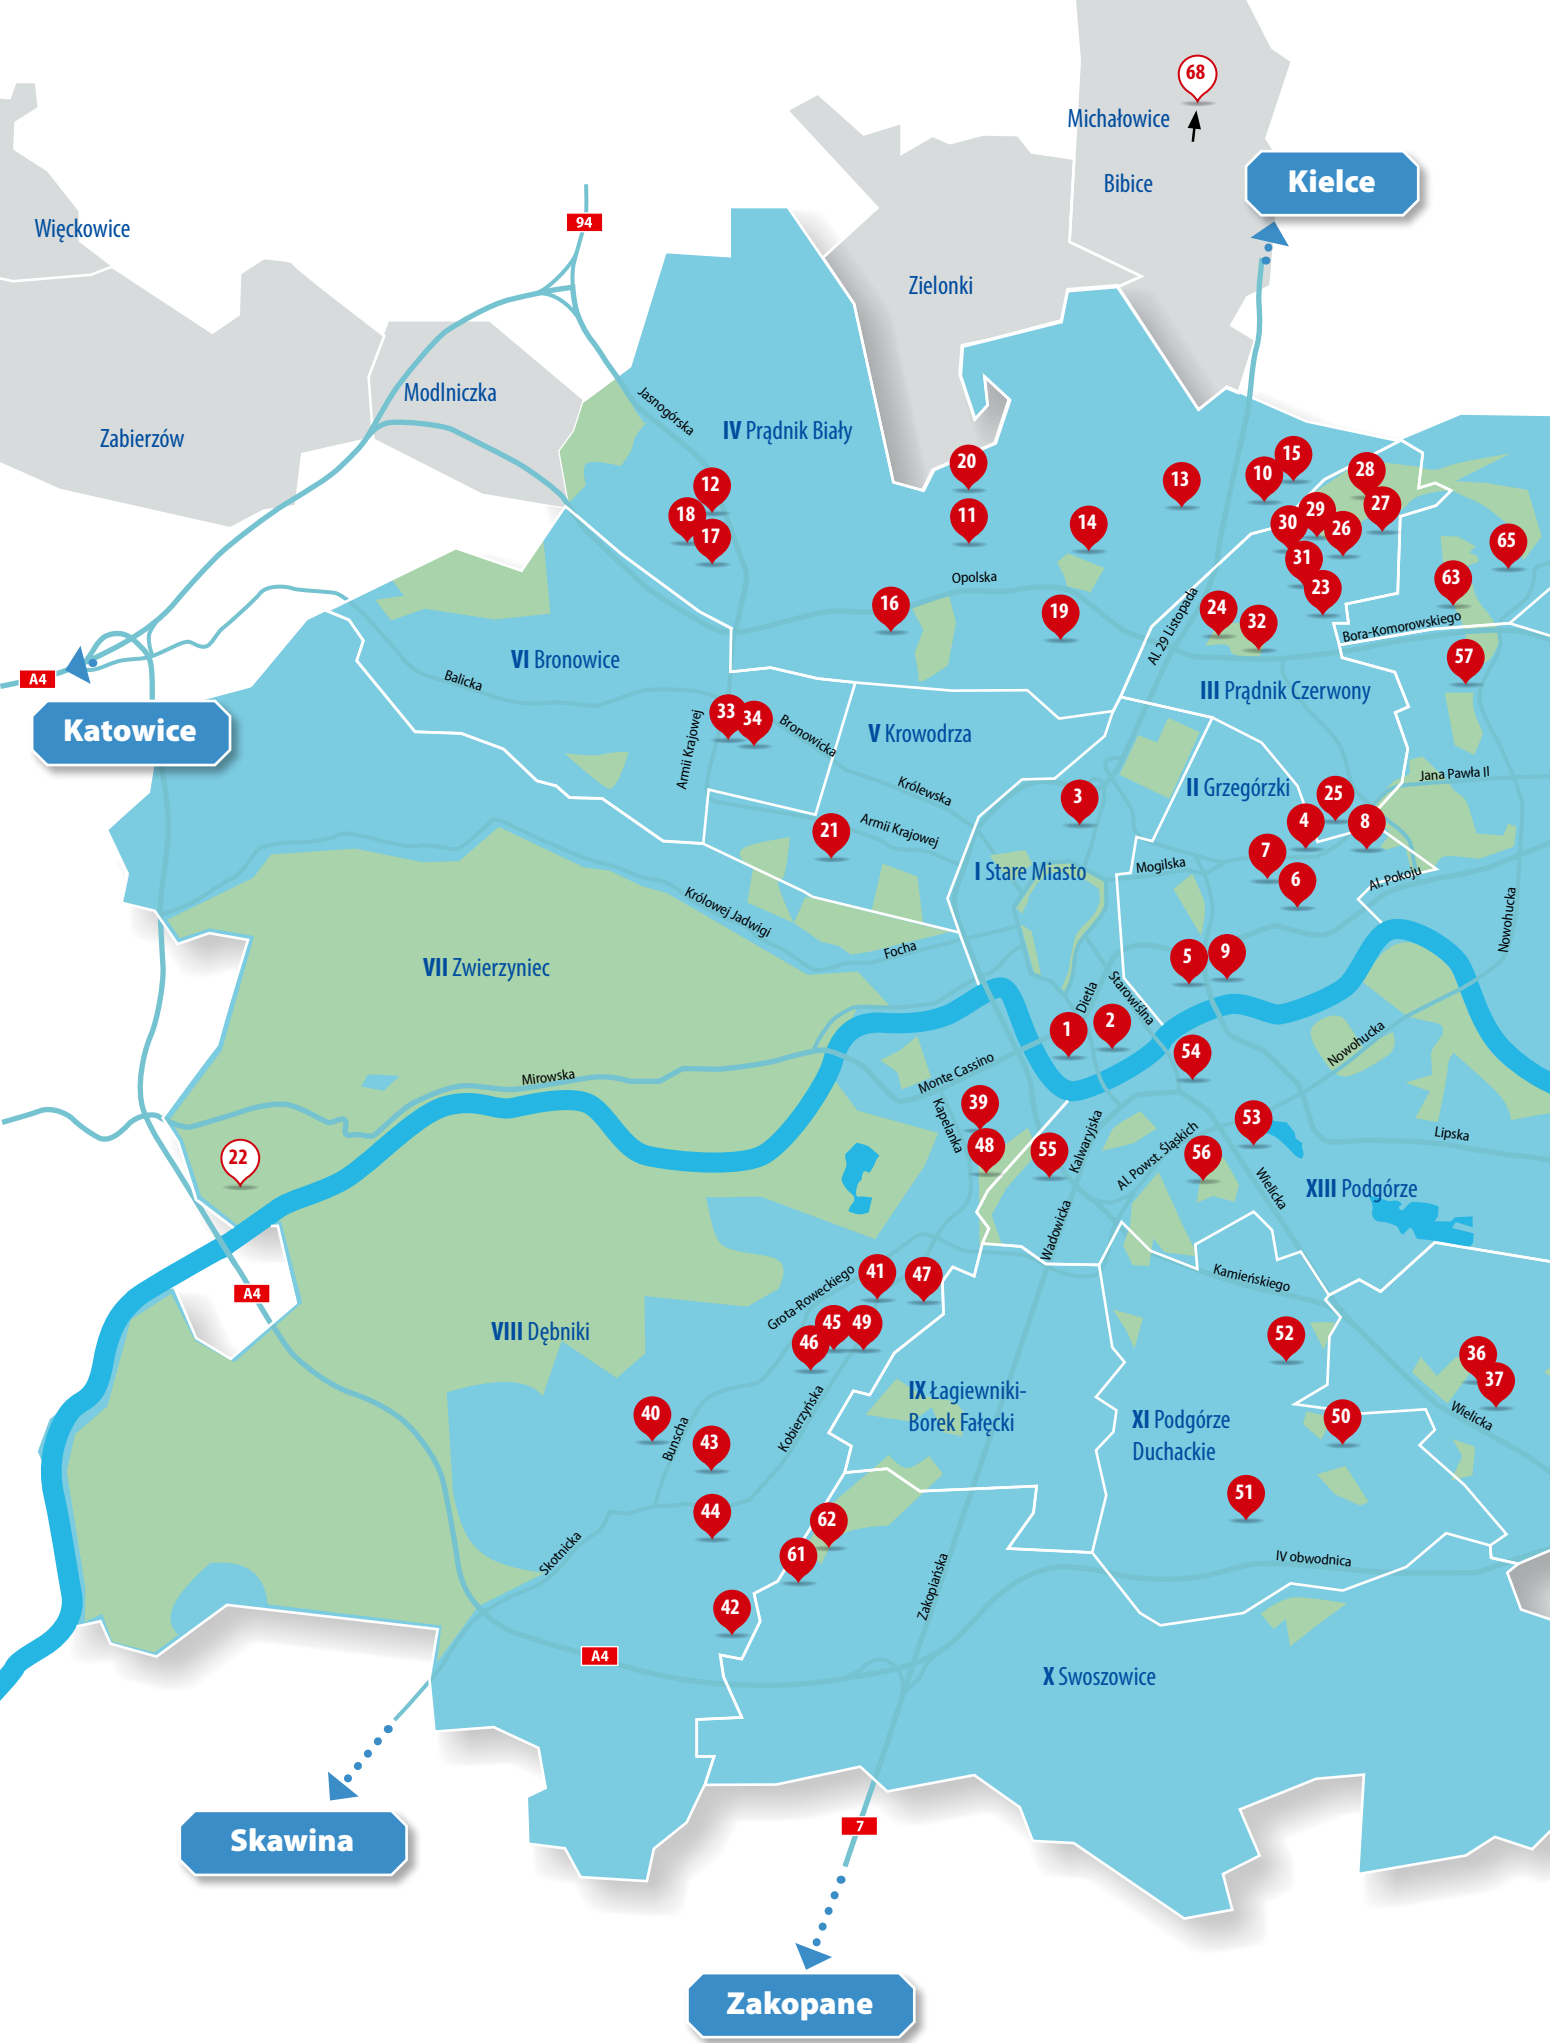 68
Michałowice
Kielce
Bibice
94
Więckowice
Zielonki
Modlniczka
Jasnogórska
IV Prądnik Biały
Zabierzów
20
15
10
28
13
12
27
18
11
29
14
30
26
17
65
31
Opolska
63
23
16
24
19
32
Al. 29 Listopada
Bora-Komorowskiego
57
VI Bronowice
A4
Balicka
III Prądnik Czerwony
Katowice
33
34
Armii Krajowej
Bronowicka
V Krowodrza
Jana Pawła II
Królewska
3
II Grzegórzki
25
21
Armii Krajowej
4
8
7
I Stare Miasto
Mogilska
6
Al. Pokoju
Królowej Jadwigi
Nowohucka
Focha
5
9
VII Zwierzyniec
Dietla
Starowiślna
1
2
Nowohucka
54
Mirowska
Monte Cassino
39
Kapelanka
53
48
55
Kalwaryjska
Al. Powst. Śląskich
56
Lipska
22
Wielicka
XIII Podgórze
Wadowicka
41
47
Kamieńskiego
A4
Grota-Roweckiego
45
49
46
VIII Dębniki
52
36
37
IX Łagiewniki-
Borek Fałęcki
40
Bunscha
43
Kobierzyńska
XI Podgórze
Duchackie
50
Wielicka
51
44
62
61
Skotnicka
IV obwodnica
Zakopiańska
42
A4
X Swoszowice
Skawina
7
Zakopane